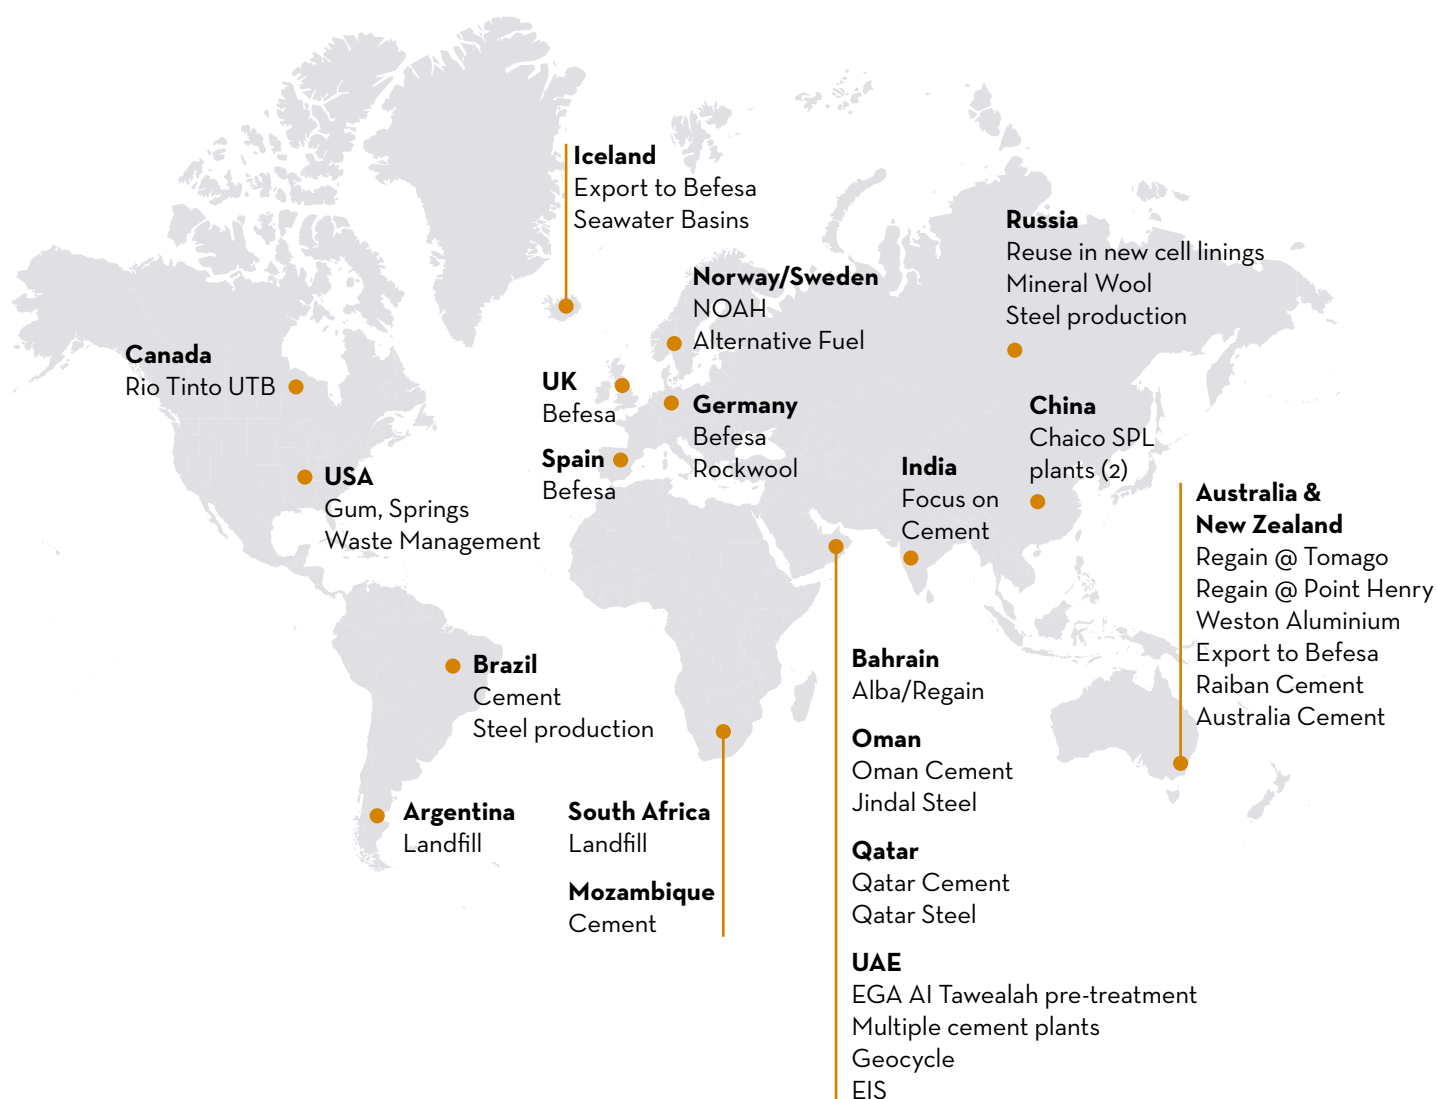 Iceland
Export to Befesa
Seawater Basins
Russia
Reuse in new cell linings
Mineral Wool
Steel production
Norway/Sweden
NOAH
Alternative Fuel
Canada
Rio Tinto UTB
UK
Befesa
Germany
Befesa
Rockwool
China
Chaico SPL
plants (2)
Spain
Befesa
India
Focus on
Cement
USA
Gum, Springs
Waste Management
Australia &
New Zealand
Regain @ Tomago
Regain @ Point Henry
Weston Aluminium
Export to Befesa
Raiban Cement
Australia Cement
Brazil
Cement
Steel production
Bahrain
Alba/Regain
Oman
Oman Cement
Jindal Steel
Argentina
Landfill
South Africa
Landfill
Mozambique
Cement
Qatar
Qatar Cement
Qatar Steel
UAE
EGA AI Tawealah pre-treatment
Multiple cement plants
Geocycle
EIS